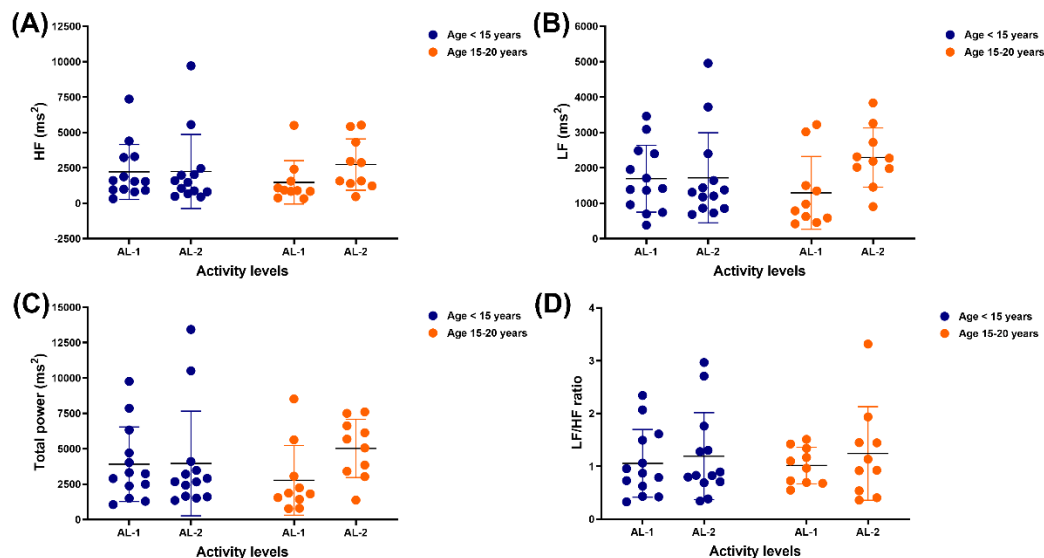 (A)
12500
10000
7500
5000
2500
0
-2500
HF (ms²)
AL-1 AL-2 AL-1 AL-2
Activity levels
Age < 15 years
Age 15-20 years
(B)
6000
5000
4000
3000
2000
1000
0
LF (ms²)
AL-1 AL-2 AL-1 AL-2
Activity levels
Age < 15 years
Age 15-20 years
(C)
15000
12500
10000
7500
5000
2500
0
Total power (ms²)
AL-1 AL-2 AL-1 AL-2
Activity levels
Age < 15 years
Age 15-20 years
(D)
4
3
2
1
0
LF/HF ratio
AL-1 AL-2 AL-1 AL-2
Activity levels
Age < 15 years
Age 15-20 years